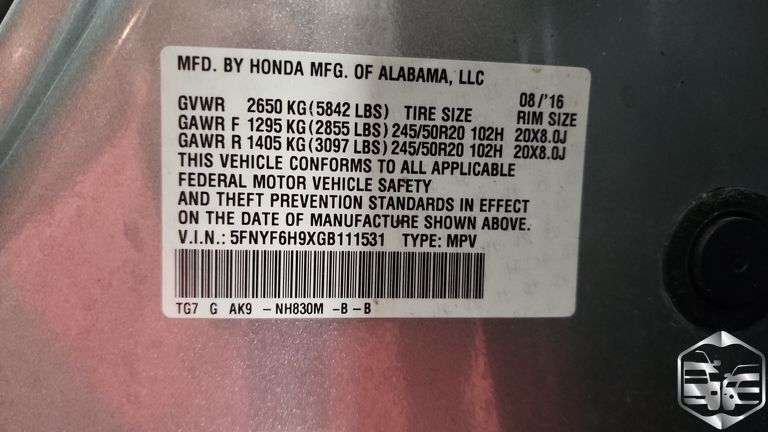 MFD. BY HONDA MFG. OF ALABAMA, LLC
08/'16
GVWR 2650 KG(5842 LBS) TIRE SIZE RIM SIZE
GAWR F 1295 KG(2855 LBS) 245/50R20 102H 20X8.0J
GAWR R 1405 KG(3097 LBS) 245/50R20 102H 20X8.0J
THIS VEHICLE CONFORMS TO ALL APPLICABLE
FEDERAL MOTOR VEHICLE SAFETY
AND THEFT PREVENTION STANDARDS IN EFFECT
ON THE DATE OF MANUFACTURE SHOWN ABOVE.
V.I.N.: 5FNYF6H9XGB111531 TYPE: MPV
TG7 G AK9 -NH830M -B-B